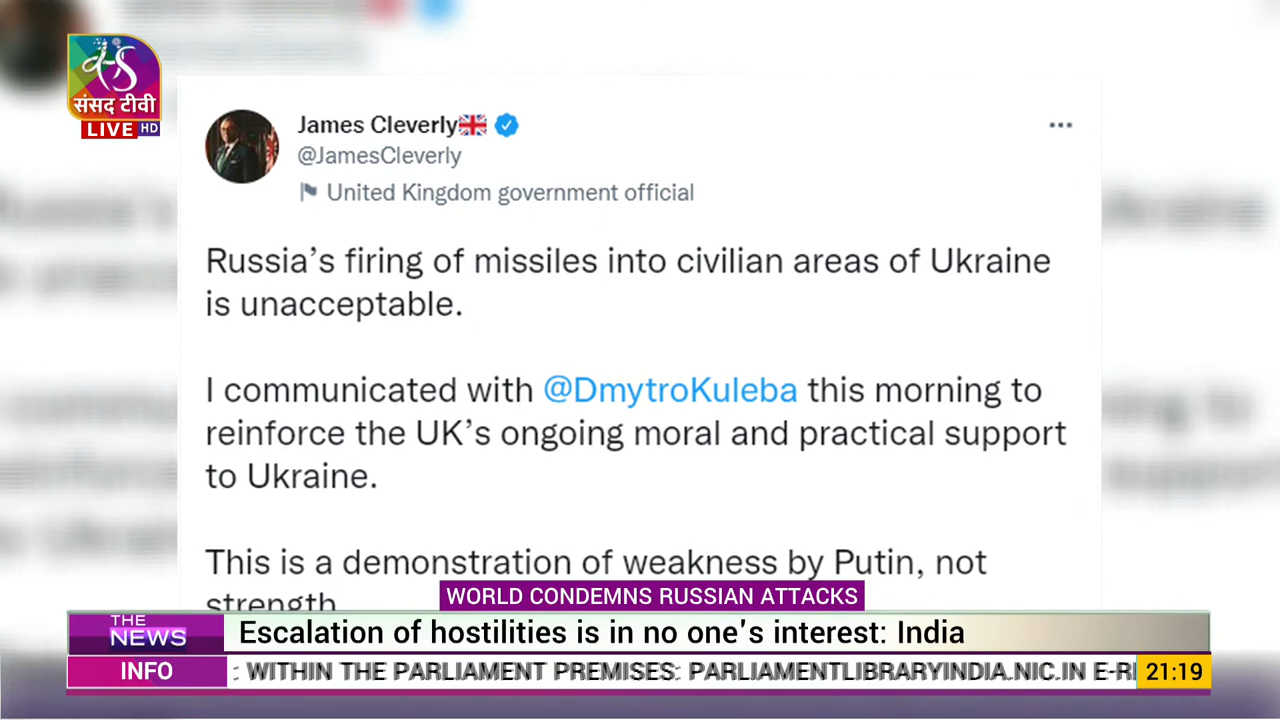 संसद टीवी
LIVE HD
James Cleverly
@JamesCleverly
United Kingdom government official
Russia’s firing of missiles into civilian areas of Ukraine
is unacceptable.
I communicated with @DmytroKuleba this morning to
reinforce the UK’s ongoing moral and practical support
to Ukraine.
This is a demonstration of weakness by Putin, not
strength
WORLD CONDEMNS RUSSIAN ATTACKS
THE NEWS
Escalation of hostilities is in no one's interest: India
INFO
: WITHIN THE PARLIAMENT PREMISES: PARLIAMENTLIBRARYINDIA.NIC.IN
21:19